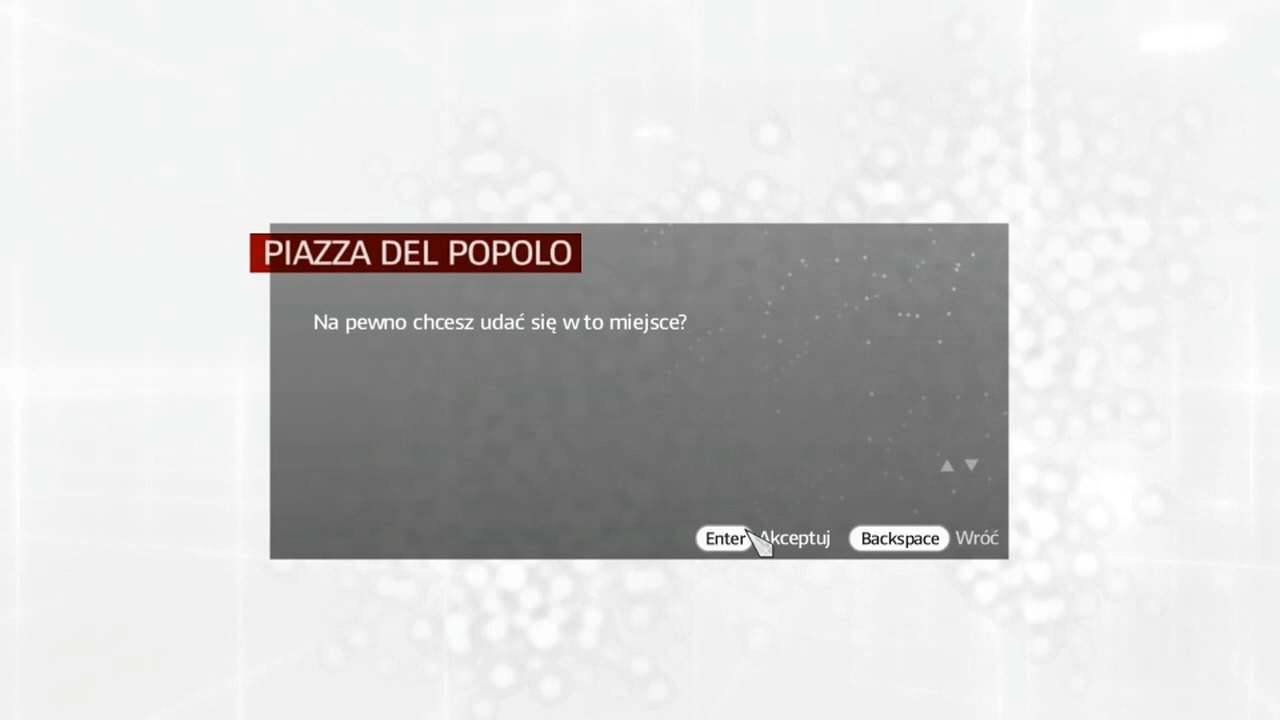 PIAZZA DEL POPOLO
Na pewno chcesz udać się w to miejsce?
Enter Akceptuj Backspace Wróć